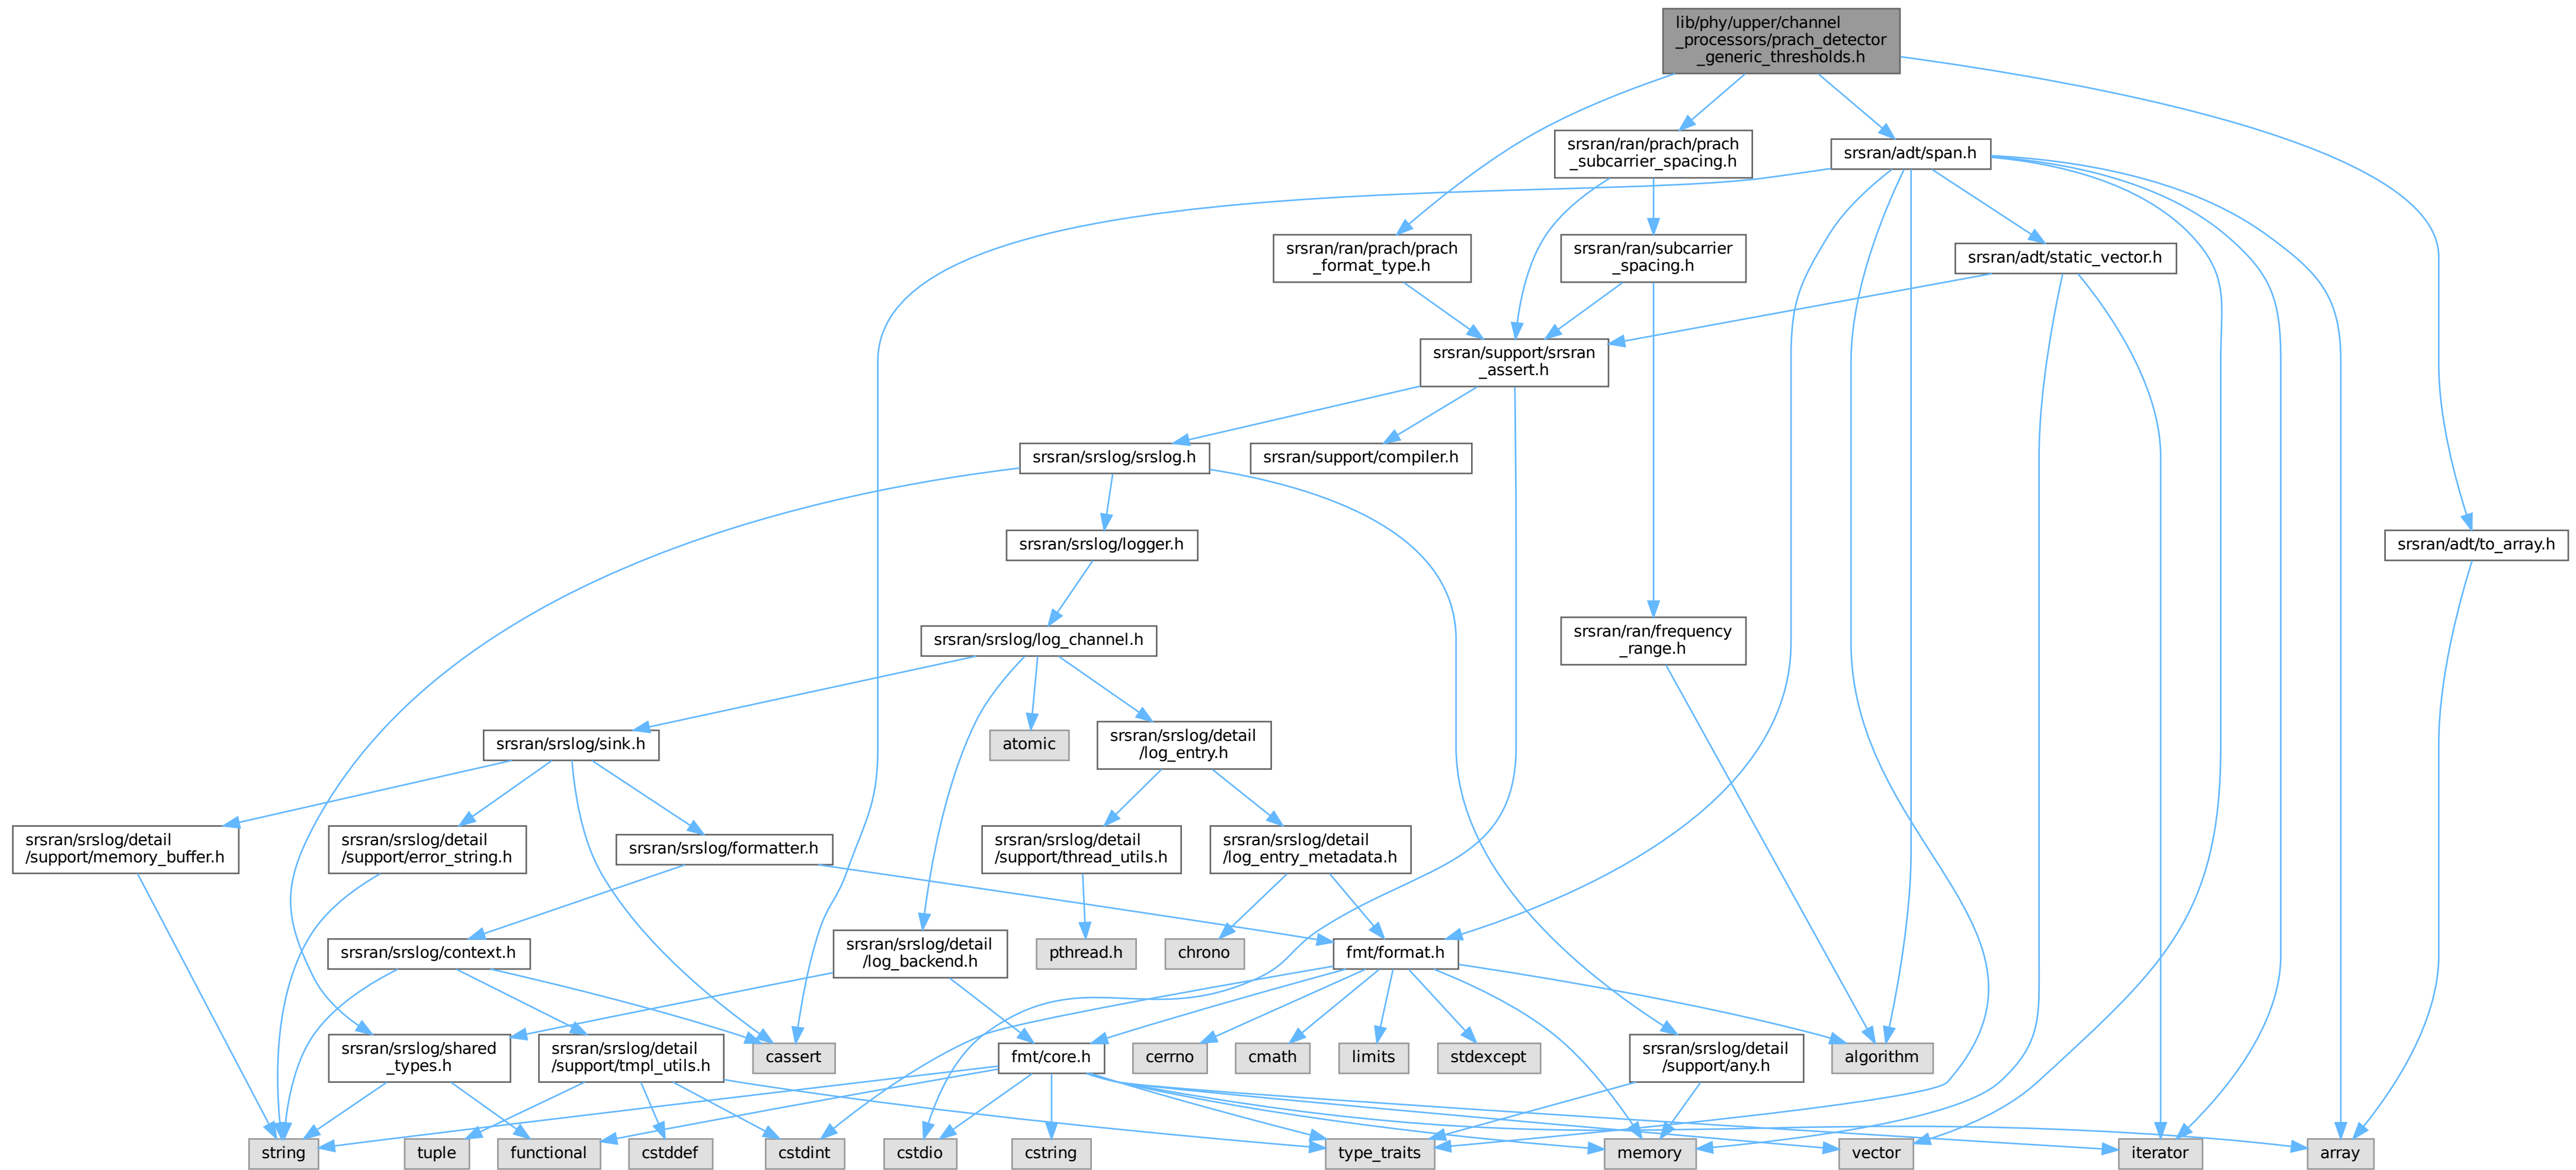 lib/phy/upper/channel
_processors/prach_detector
_generic_thresholds.h
srsran/ran/prach/prach
_subcarrier_spacing.h
srsran/adt/span.h
srsran/ran/prach/prach
_format_type.h
srsran/ran/subcarrier
_spacing.h
srsran/adt/static_vector.h
srsran/support/srsran
_assert.h
srsran/srslog/srslog.h
srsran/support/compiler.h
srsran/srslog/logger.h
srsran/adt/to_array.h
srsran/srslog/log_channel.h
srsran/ran/frequency
_range.h
srsran/srslog/sink.h
atomic
srsran/srslog/detail
/log_entry.h
srsran/srslog/detail
/support/memory_buffer.h
srsran/srslog/detail
/support/error_string.h
srsran/srslog/formatter.h
srsran/srslog/detail
/support/thread_utils.h
srsran/srslog/detail
/log_entry_metadata.h
srsran/srslog/context.h
srsran/srslog/detail
/log_backend.h
pthread.h
chrono
fmt/format.h
srsran/srslog/shared
_types.h
srsran/srslog/detail
/support/tmpl_utils.h
cassert
fmt/core.h
cerrno
cmath
limits
stdexcept
srsran/srslog/detail
/support/any.h
algorithm
string
tuple
functional
cstddef
cstdint
cstdio
cstring
type_traits
memory
vector
iterator
array